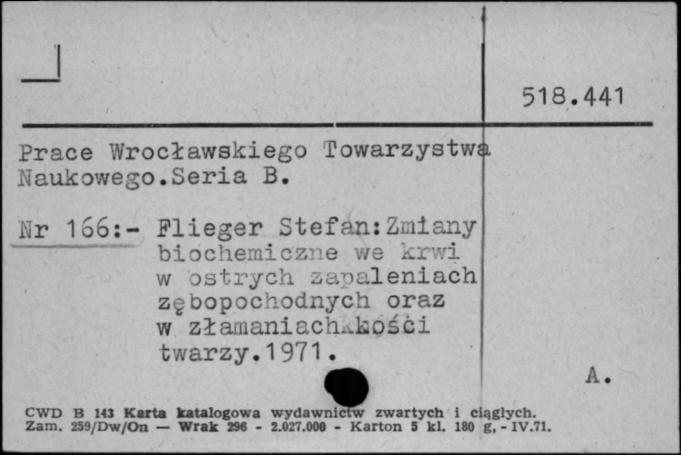 518.441
Prace Wrocławskiego Towarzystwa
Naukowego.Seria B.
Nr 166:- Flieger Stefan:Zmiany
biochemiczne we krwi
w ostrych zapaleniach
zębopochodnych oraz
w złamaniach kości
twarzy.1971.
A.
CWD B 143 Karta katalogowa wydawnictw zwartych i ciągłych.
Zam. 259/Dw/On — Wrak 296 - 2.027.000 - Karton 5 kl. 180 g, - IV.71.